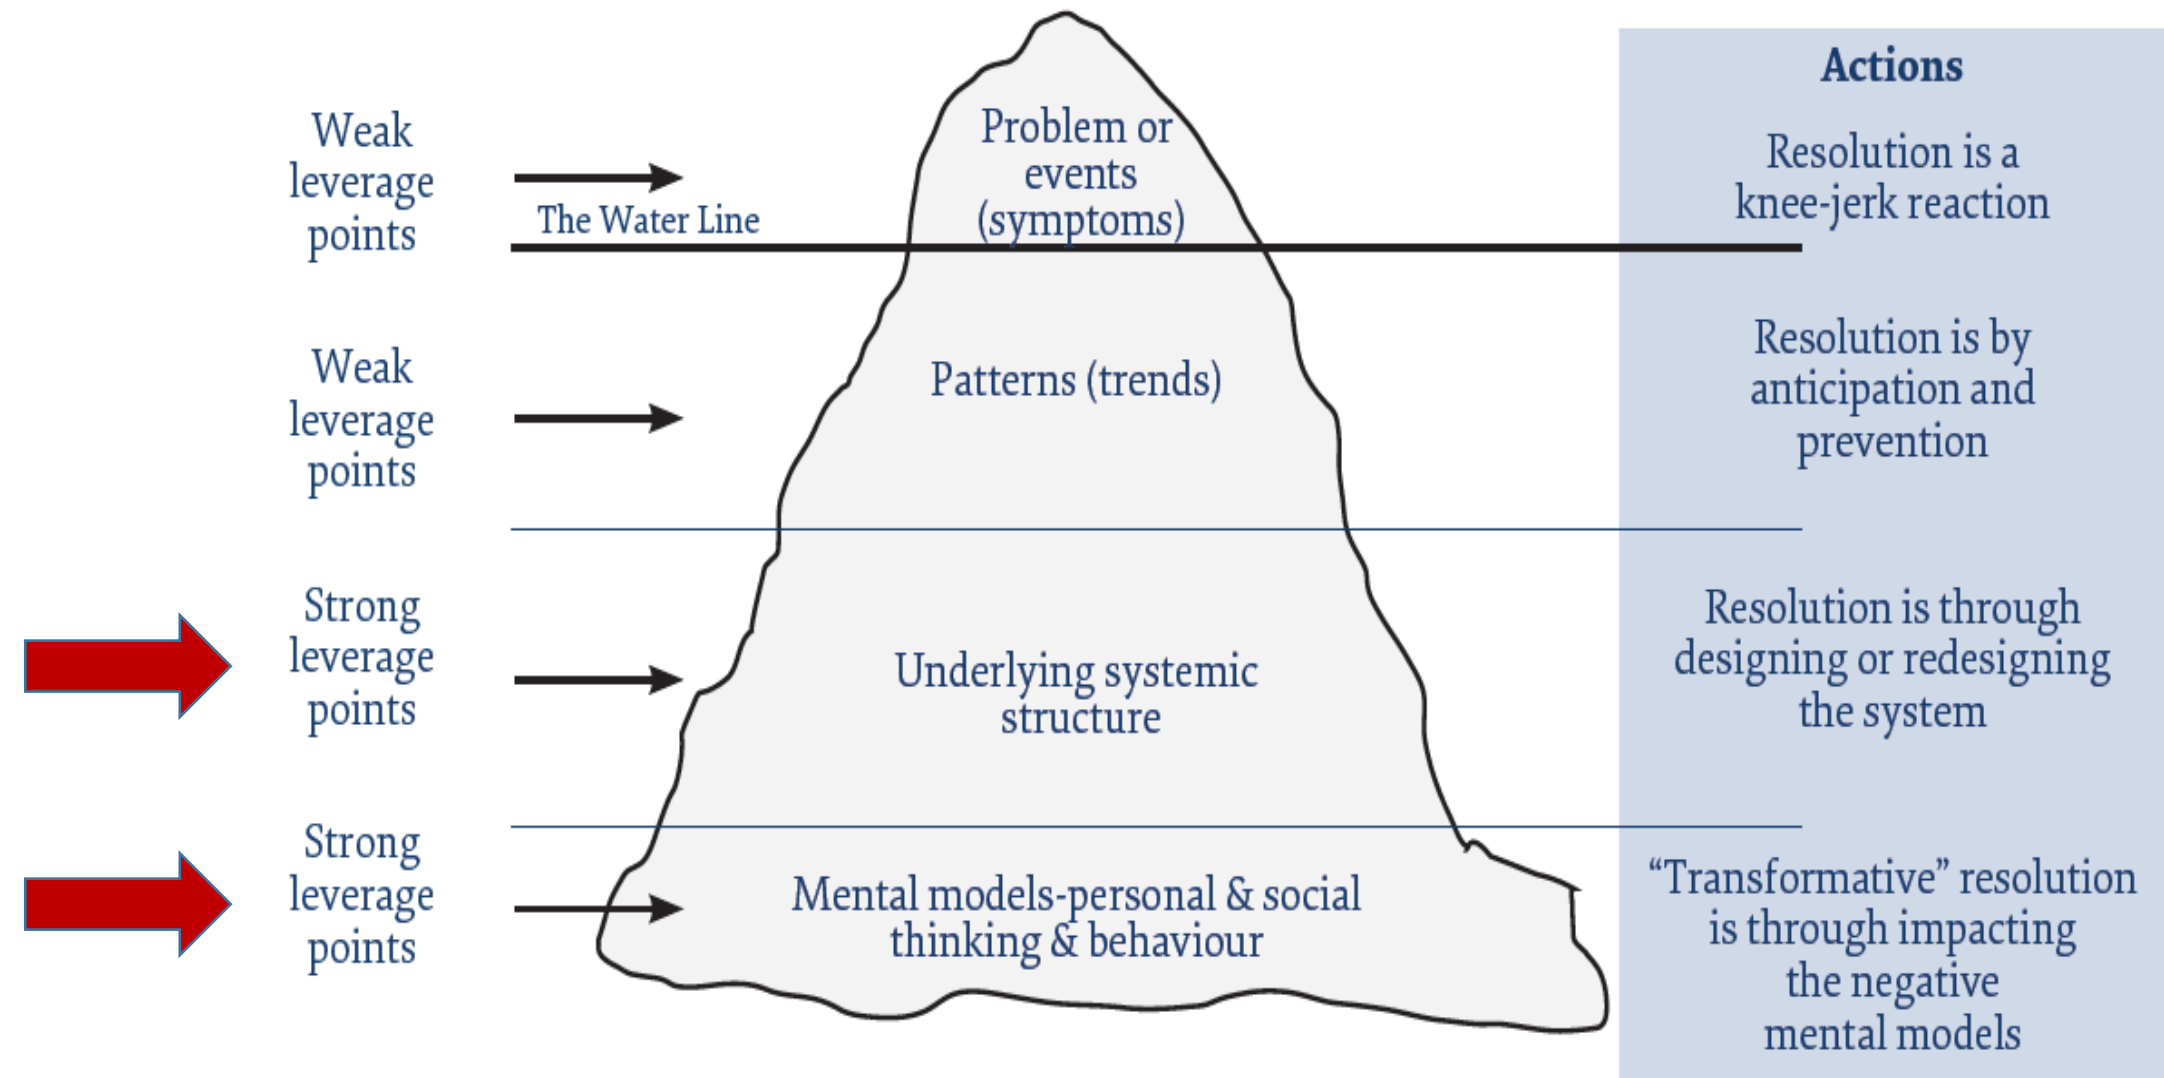 Actions
Weak
leverage
points
Problem or
events
(symptoms)
Resolution is a
knee-jerk reaction
The Water Line
Weak
leverage
points
Patterns (trends)
Resolution is by
anticipation and
prevention
Strong
leverage
points
Underlying systemic
structure
Resolution is through
designing or redesigning
the system
Strong
leverage
points
Mental models-personal & social
thinking & behaviour
“Transformative” resolution
is through impacting
the negative
mental models